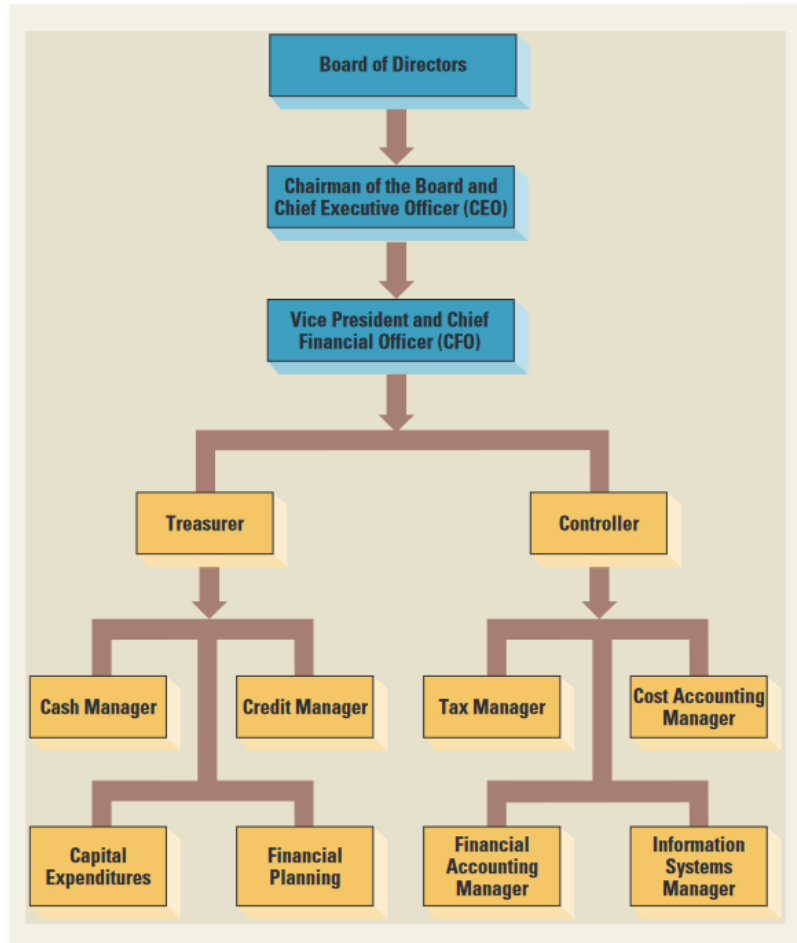 Board of Directors
Chairman of the Board and
Chief Executive Officer (CEO)
Vice President and Chief
Financial Officer (CFO)
Treasurer
Controller
Cash Manager
Credit Manager
Tax Manager
Cost Accounting
Manager
Capital
Expenditures
Financial
Planning
Financial
Accounting
Manager
Information
Systems
Manager